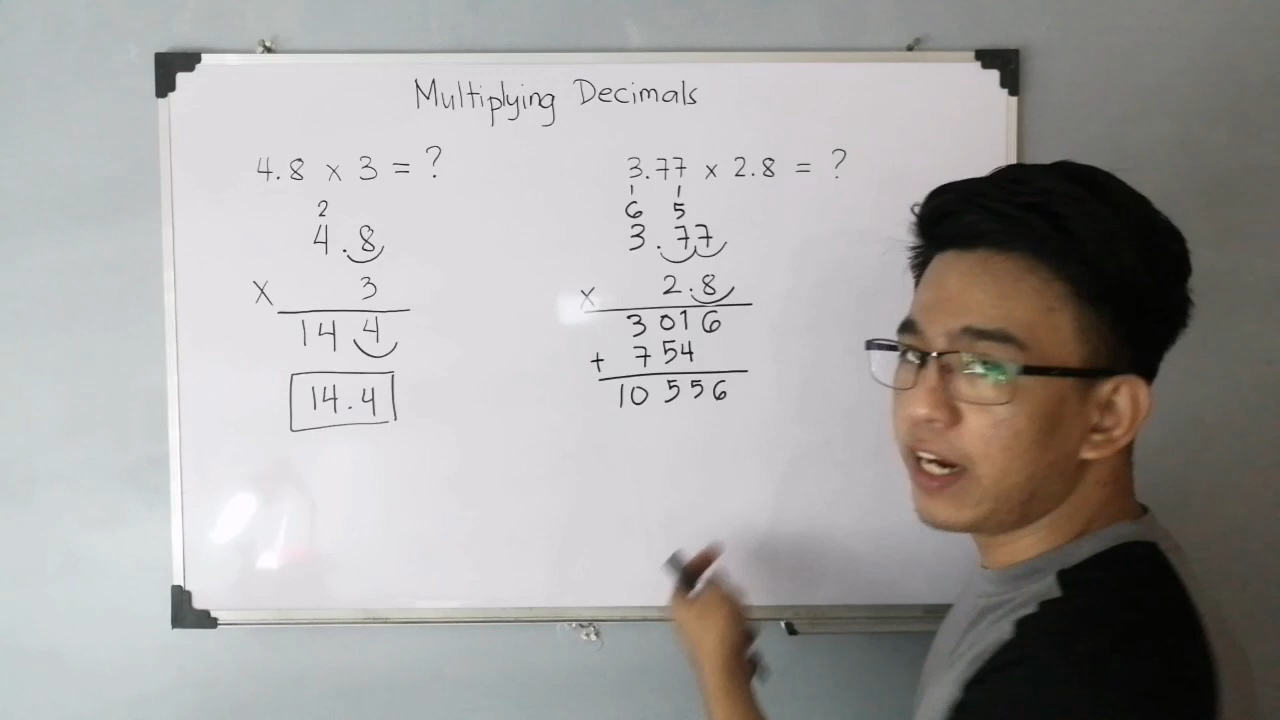 Multiplying Decimals
4.8 x 3 = ?
2
4.8
x 3
14 4
14.4
3.77 x 2.8 = ?
1 1
6 5
3.77
x 2.8
3016
+ 754
10556